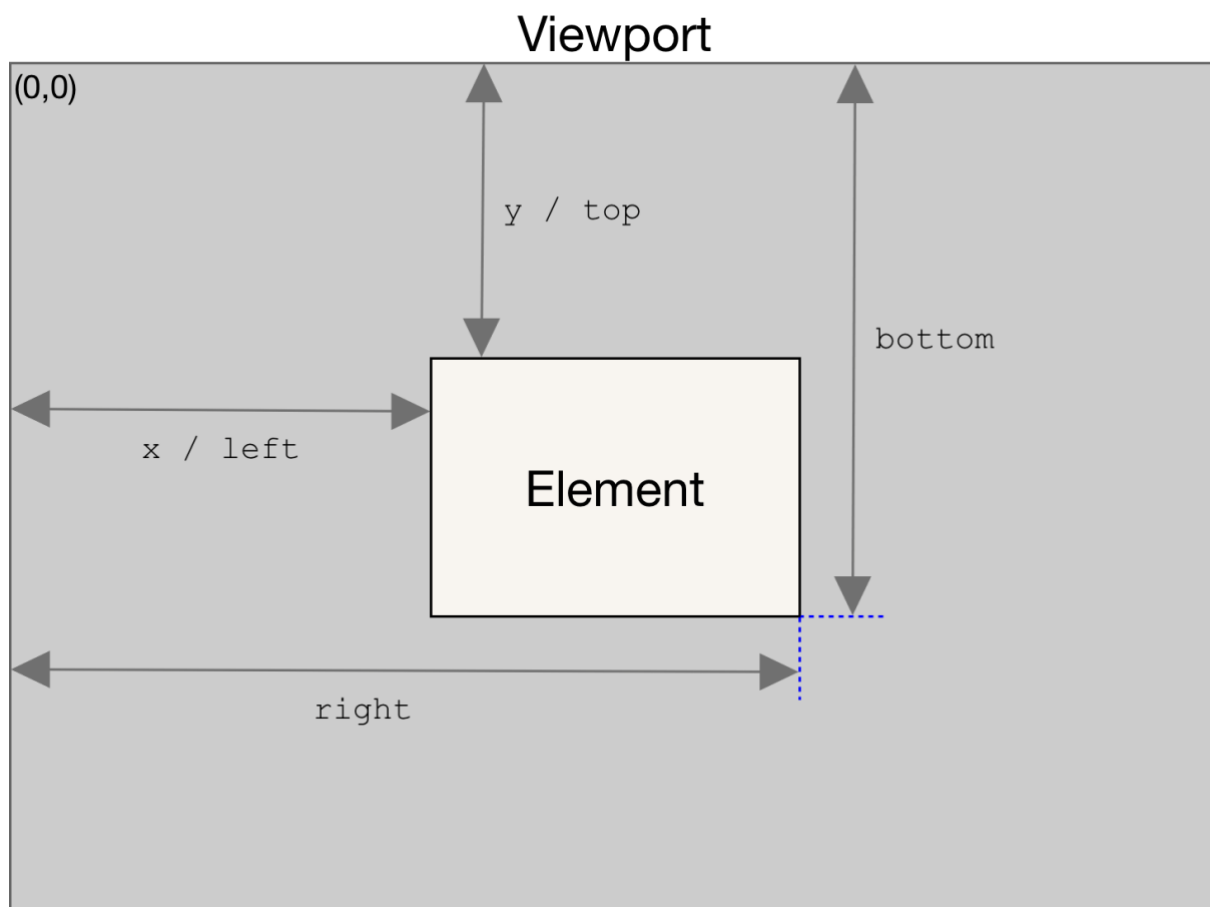 Viewport
(0,0)
y / top
bottom
x / left
Element
right